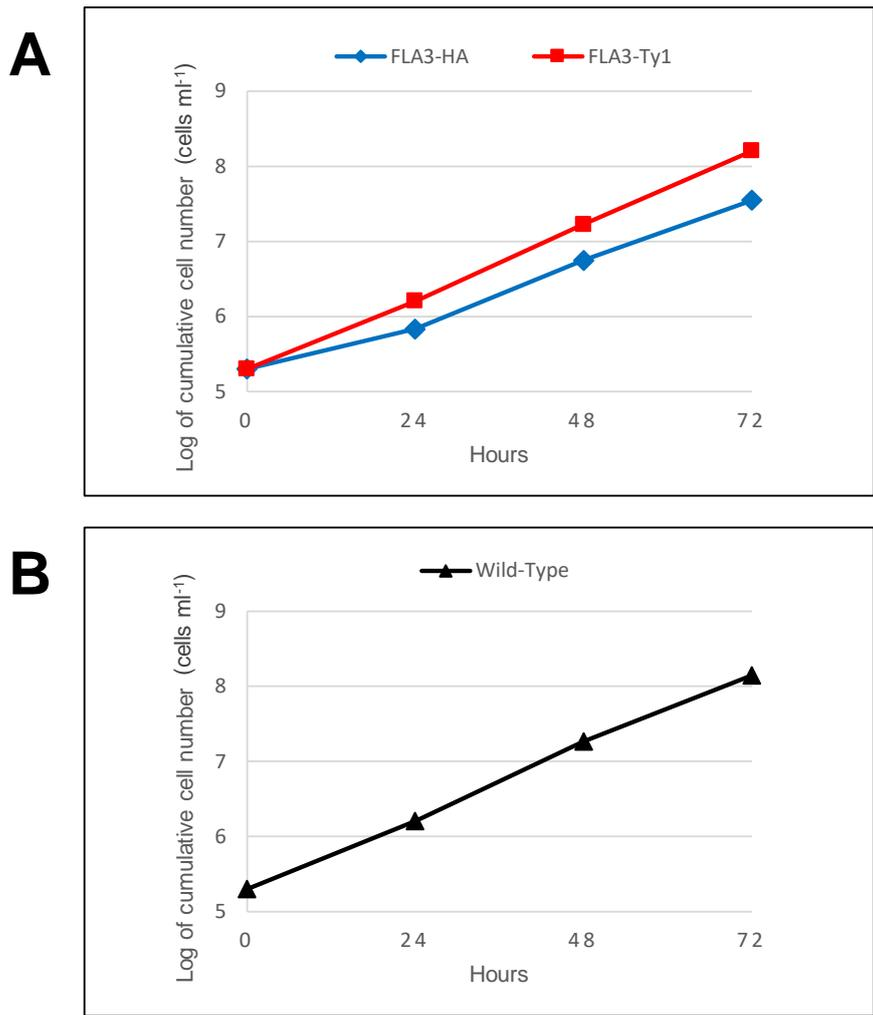 A
FLA3-HA FLA3-Ty1
Log of cumulative cell number (cells ml-1)
9
8
7
6
5
0 24 48 72
Hours
B
Wild-Type
Log of cumulative cell number (cells ml-1)
9
8
7
6
5
0 24 48 72
Hours